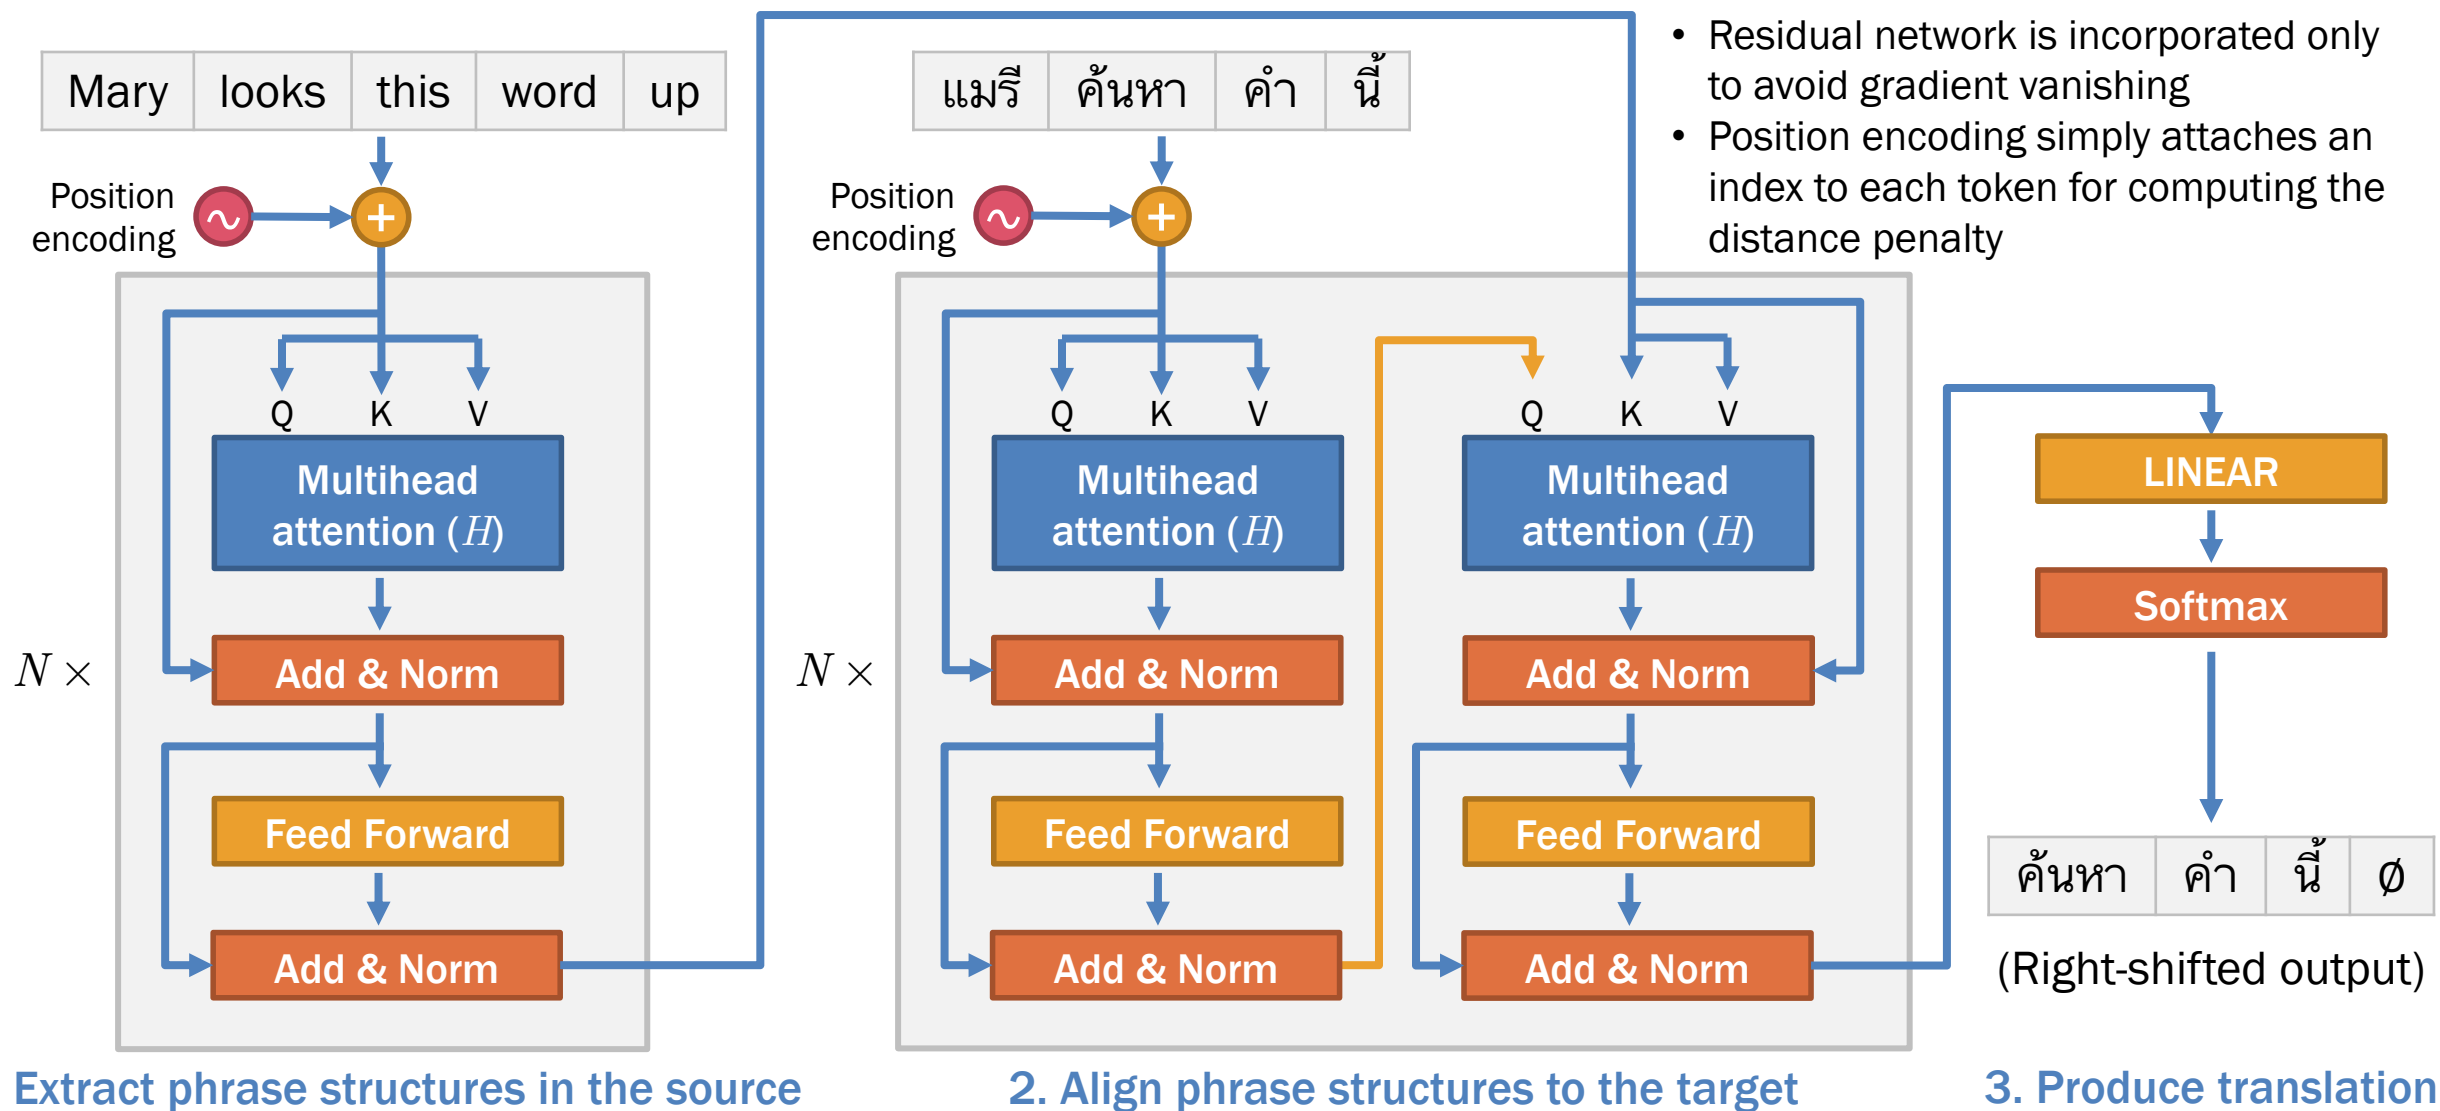 Mary looks this word up
Position
encoding
N ×
Q K V
Multihead
attention (H)
Add & Norm
Feed Forward
Add & Norm
Extract phrase structures in the source
แมรี ค้นหา คำ นี้
Position
encoding
N ×
Q K V
Multihead
attention (H)
Add & Norm
Feed Forward
Add & Norm
Q K V
Multihead
attention (H)
Add & Norm
Feed Forward
Add & Norm
2. Align phrase structures to the target
• Residual network is incorporated only
to avoid gradient vanishing
• Position encoding simply attaches an
index to each token for computing the
distance penalty
LINEAR
Softmax
ค้นหา คำ นี้ Ø
(Right-shifted output)
3. Produce translation